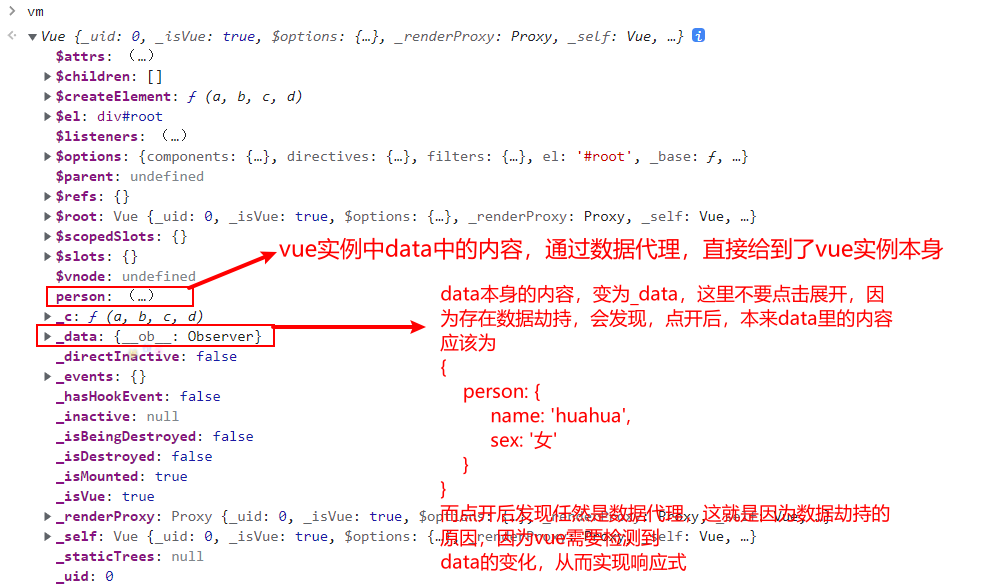 vm
Vue {_uid: 0, _isVue: true, $options: {…}, _renderProxy: Proxy, _self: Vue, …} i
$attrs: (…)
$children: []
$createElement: ƒ (a, b, c, d)
$el: div#root
$listeners: (…)
$options: {components: {…}, directives: {…}, filters: {…}, el: '#root', _base: ƒ, …}
$parent: undefined
$refs: {}
$root: Vue {_uid: 0, _isVue: true, $options: {…}, _renderProxy: Proxy, _self: Vue, …}
$scopedSlots: {}
$slots: {}
vue实例中data中的内容，通过数据代理，直接给到了vue实例本身
$vnode: undefined
person: (…)
_c: ƒ (a, b, c, d)
_data: {__ob__: Observer}
_directInactive: false
_events: {}
_hasHookEvent: false
_inactive: null
_isBeingDestroyed: false
_isDestroyed: false
_isMounted: true
_isVue: true
_renderProxy: Proxy {_uid: 0, _isVue: true, $options: {…}, _renderProxy: Proxy, _self: Vue, …}
_self: Vue {_uid: 0, _isVue: true, $options: {…}, _renderProxy: Proxy, _self: Vue, …}
_staticTrees: null
_uid: 0
data本身的内容，变为_data，这里不要点击展开，因
为存在数据劫持，会发现，点开后，本来data里的内容
应该为
{
person: {
name: 'huahua',
sex: '女'
}
}
而点开后发现任然是数据代理，这就是因为数据劫持的
原因，因为vue需要检测到
data的变化，从而实现响应式